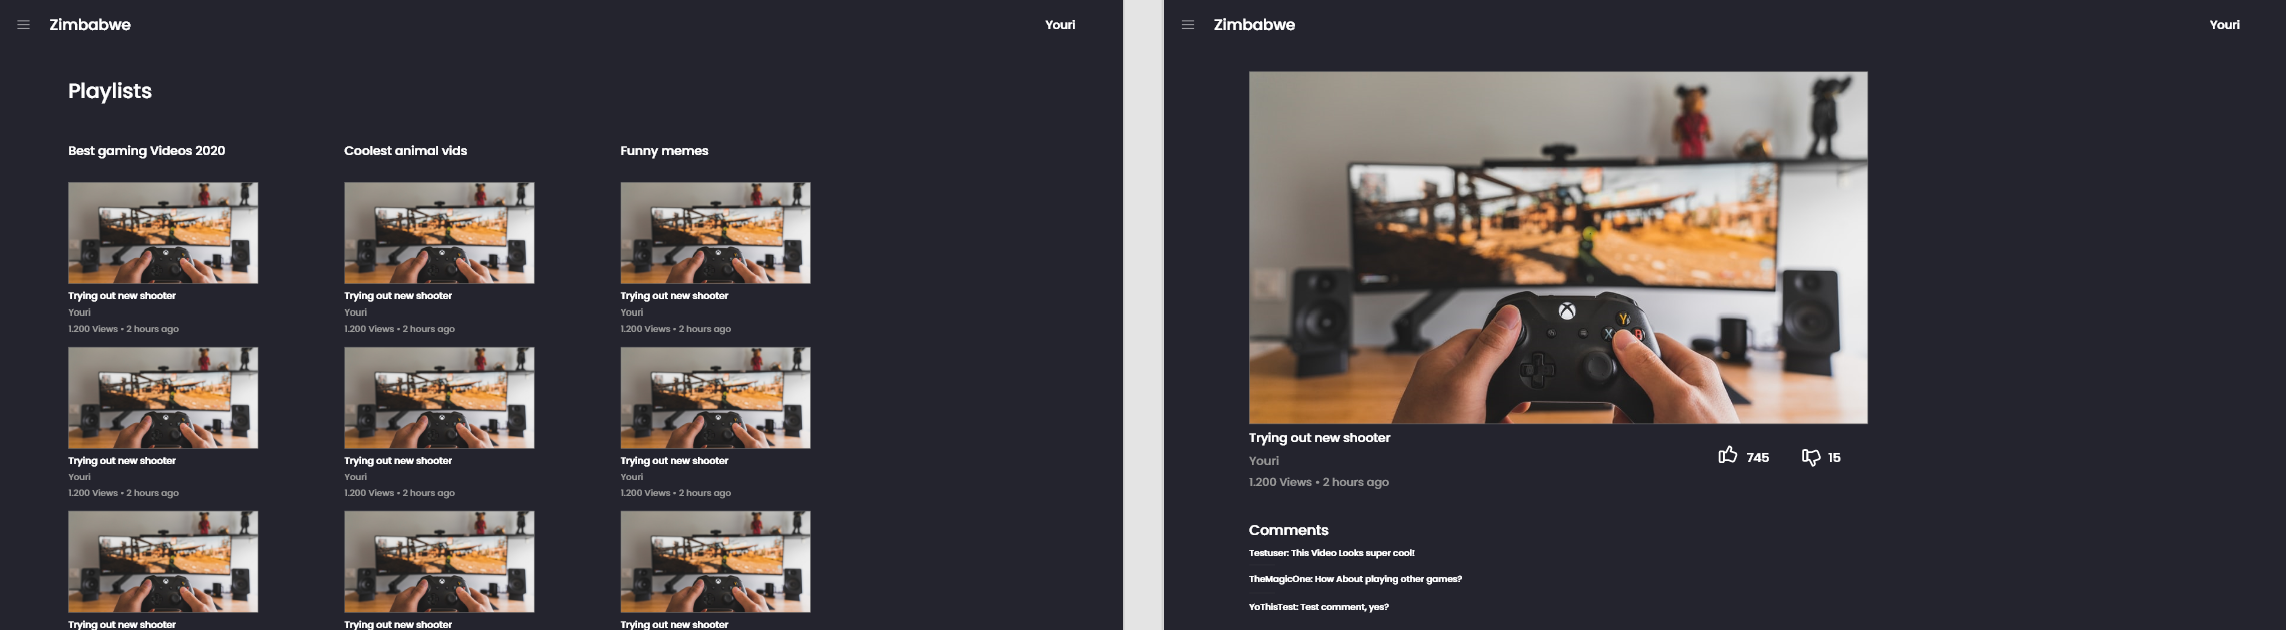 Zimbabwe
Youri
Playlists
Best gaming Videos 2020
Coolest animal vids
Funny memes
Trying out new shooter
Youri
1.200 Views • 2 hours ago
Trying out new shooter
Youri
1.200 Views • 2 hours ago
Trying out new shooter
Youri
1.200 Views • 2 hours ago
Trying out new shooter
Youri
1.200 Views • 2 hours ago
Trying out new shooter
Youri
1.200 Views • 2 hours ago
Trying out new shooter
Youri
1.200 Views • 2 hours ago
Trying out new shooter
Trying out new shooter
Trying out new shooter
Zimbabwe
Youri
Y
X
B
Trying out new shooter
Youri
1.200 Views • 2 hours ago
745
15
Comments
Testuser: This Video Looks super cool!
TheMagicOne: How About playing other games?
YoThisTest: Test comment, yes?